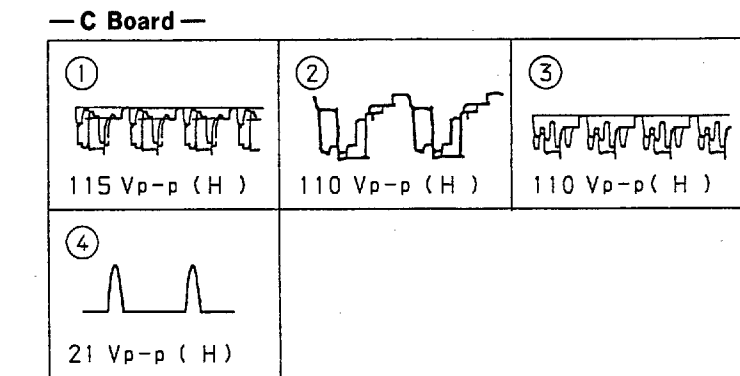 — C Board —
① ② ③
115 Vp-p ( H ) 110 Vp-p ( H ) 110 Vp-p( H )
④
21 Vp-p ( H )